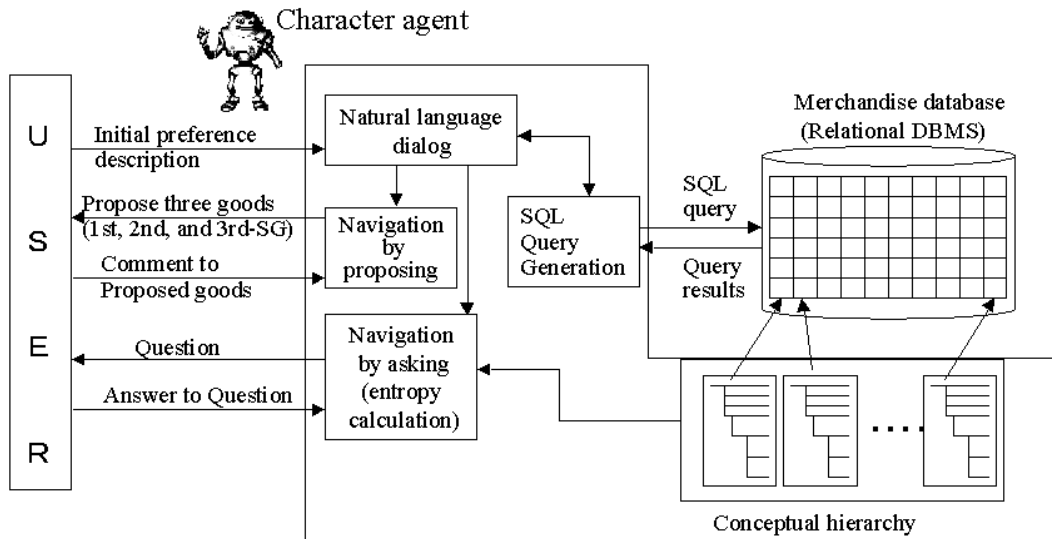 Character agent
U
S
E
R
Initial preference
description
Propose three goods
(1st, 2nd, and 3rd-SG)
Comment to
Proposed goods
Question
Answer to Question
Natural language
dialog
Navigation
by
proposing
Navigation
by asking
(entropy
calculation)
SQL
Query
Generation
SQL
query
Query
results
Merchandise database
(Relational DBMS)
Conceptual hierarchy